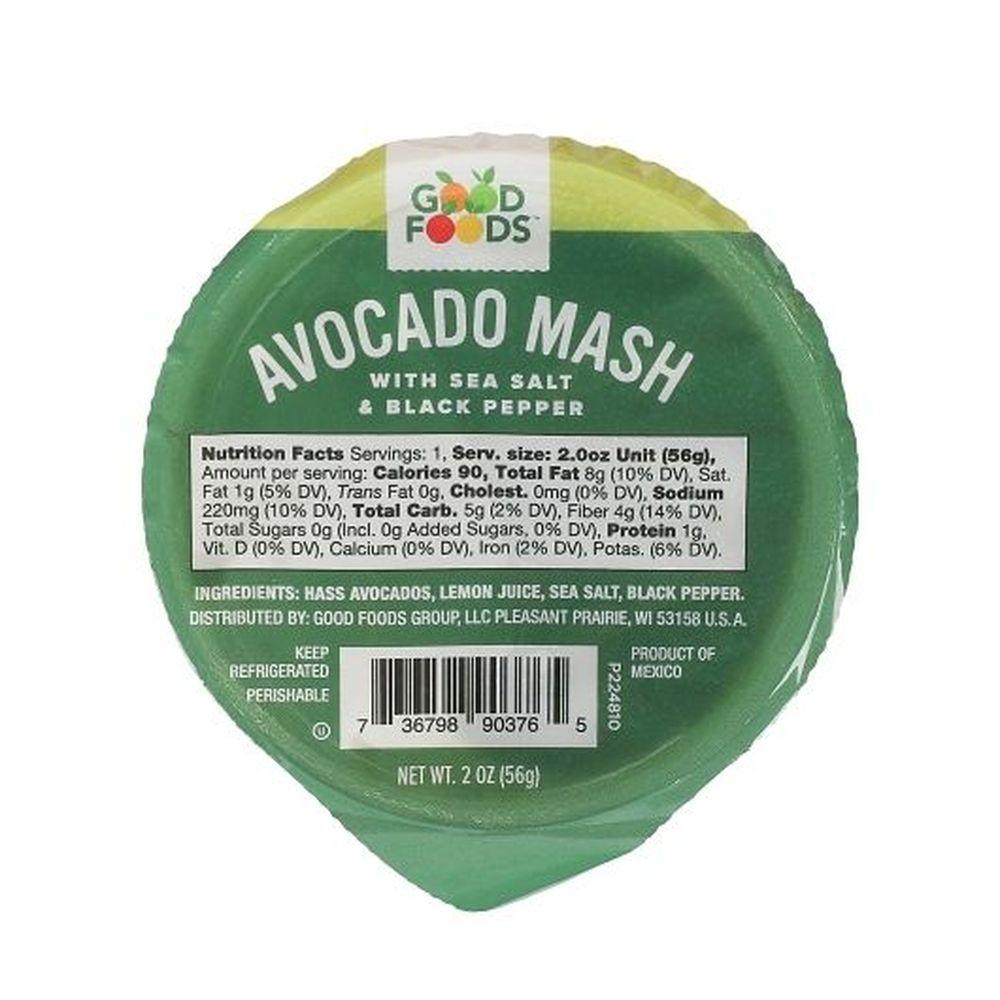 GOOD
FOODS™
AVOCADO MASH
WITH SEA SALT
& BLACK PEPPER
Nutrition Facts Servings: 1, Serv. size: 2.0oz Unit (56g),
Amount per serving: Calories 90, Total Fat 8g (10% DV), Sat.
Fat 1g (5% DV), Trans Fat 0g, Cholest. 0mg (0% DV), Sodium
220mg (10% DV), Total Carb. 5g (2% DV), Fiber 4g (14% DV),
Total Sugars 0g (Incl. 0g Added Sugars, 0% DV), Protein 1g,
Vit. D (0% DV), Calcium (0% DV), Iron (2% DV), Potas. (6% DV).
INGREDIENTS: HASS AVOCADOS, LEMON JUICE, SEA SALT, BLACK PEPPER.
DISTRIBUTED BY: GOOD FOODS GROUP, LLC PLEASANT PRAIRIE, WI 53158 U.S.A.
KEEP
REFRIGERATED
PERISHABLE
U
7 36798 90376 5
P224810
PRODUCT OF
MEXICO
NET WT. 2 OZ (56g)